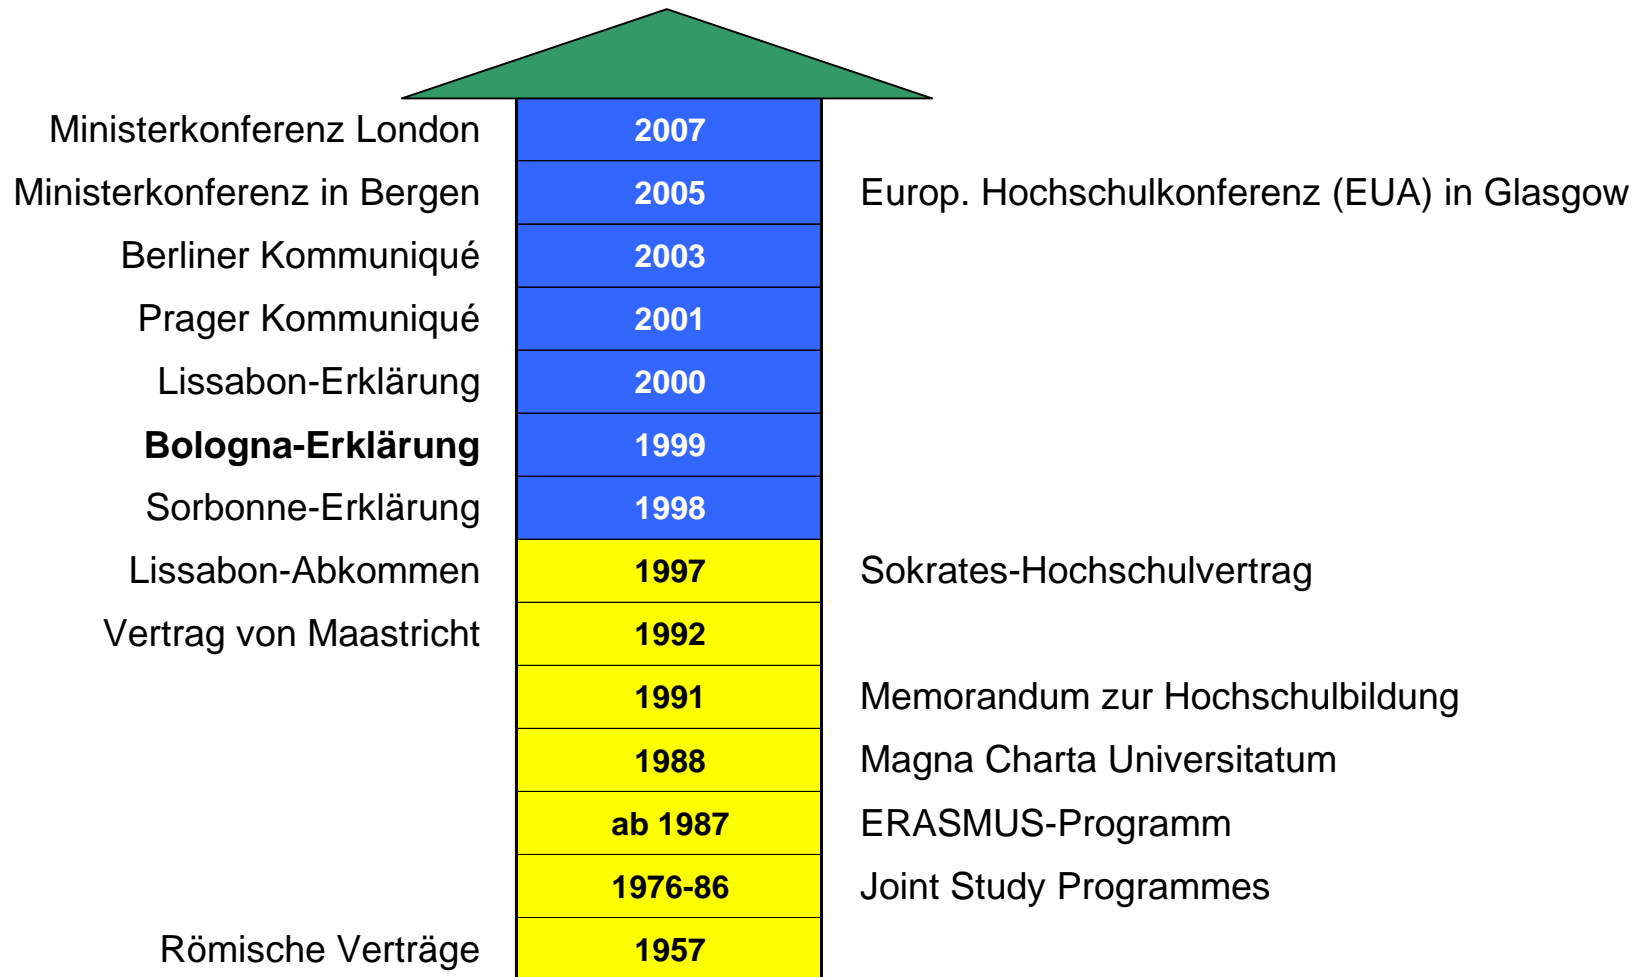 Ministerkonferenz London 2007
Ministerkonferenz in Bergen 2005 Europ. Hochschulkonferenz (EUA) in Glasgow
Berliner Kommuniqué 2003
Prager Kommuniqué 2001
Lissabon-Erklärung 2000
Bologna-Erklärung 1999
Sorbonne-Erklärung 1998
Lissabon-Abkommen 1997 Sokrates-Hochschulvertrag
Vertrag von Maastricht 1992
1991 Memorandum zur Hochschulbildung
1988 Magna Charta Universitatum
ab 1987 ERASMUS-Programm
1976-86 Joint Study Programmes
Römische Verträge 1957